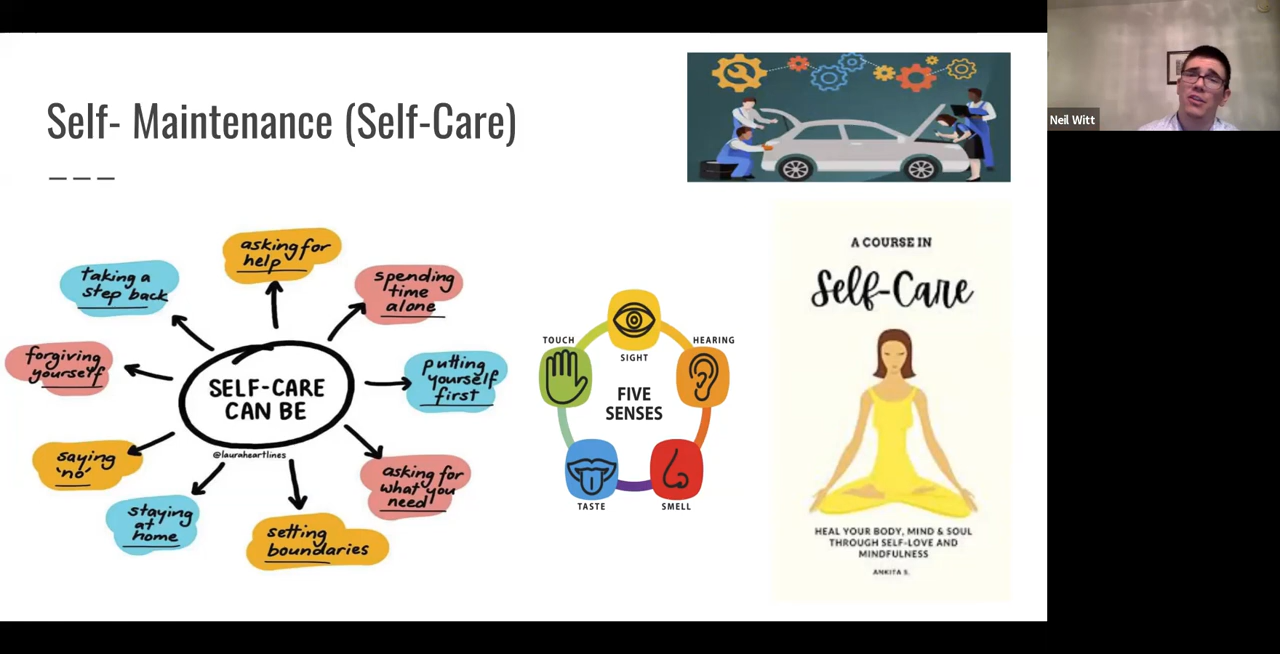 Self- Maintenance (Self-Care)
Neil Witt
asking for
help
taking a
step back
spending
time
alone
forgiving
yourself
putting
yourself
first
SELF-CARE
CAN BE
@lauraheartlines
saying
'no'
asking for
what you
need
staying
at
home
setting
boundaries
TOUCH
SIGHT
HEARING
FIVE
SENSES
TASTE
SMELL
A COURSE IN
Self-Care
HEAL YOUR BODY, MIND & SOUL
THROUGH SELF-LOVE AND
MINDFULNESS
ANKITA S.